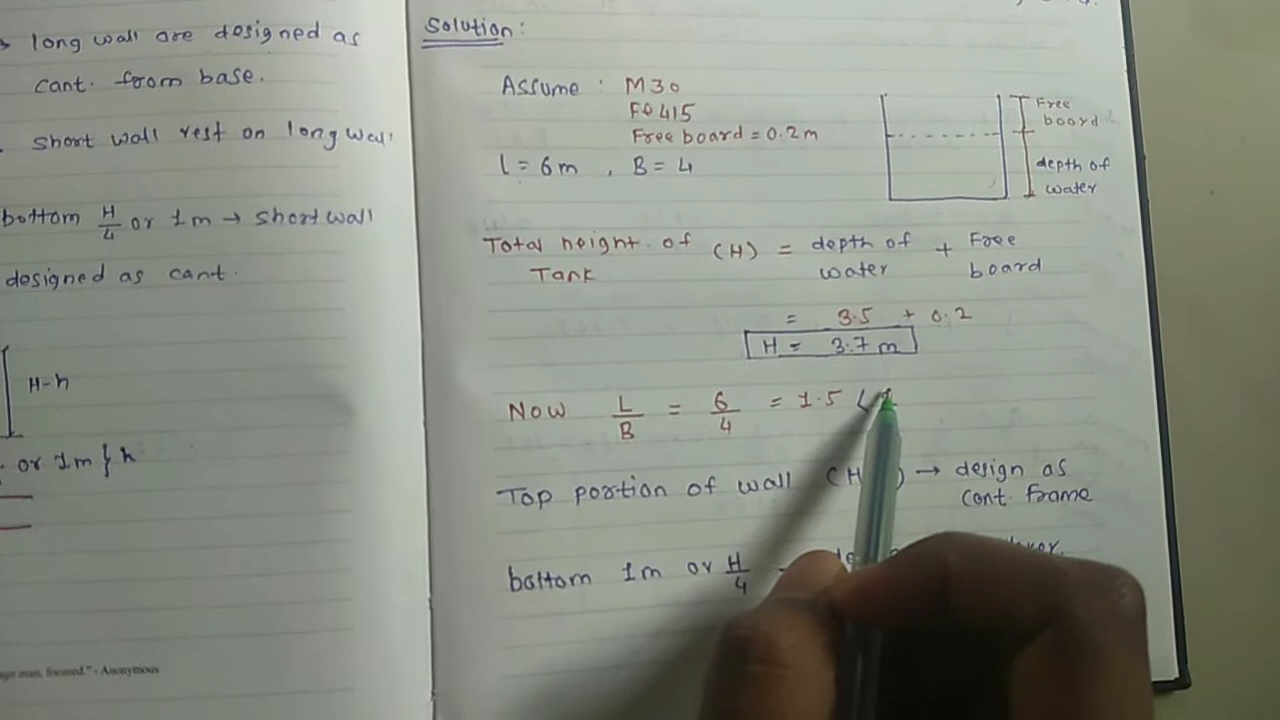 long wall are designed as
cant. from base.
short wall rest on long wall
bottom H/4 or 1m → short wall
designed as cant.
H-h
or 1m } h
man, focused." - Anonymous
Solution:
Assume : M30
Fe415
Free board = 0.2m
L = 6m , B = 4
Free
board
depth of
water
Total height of Tank (H) = depth of water + Free board
= 3.5 + 0.2
H = 3.7 m
Now L/B = 6/4 = 1.5 <
Top portion of wall (H ) → design as
cont. frame
bottom 1m or H/4